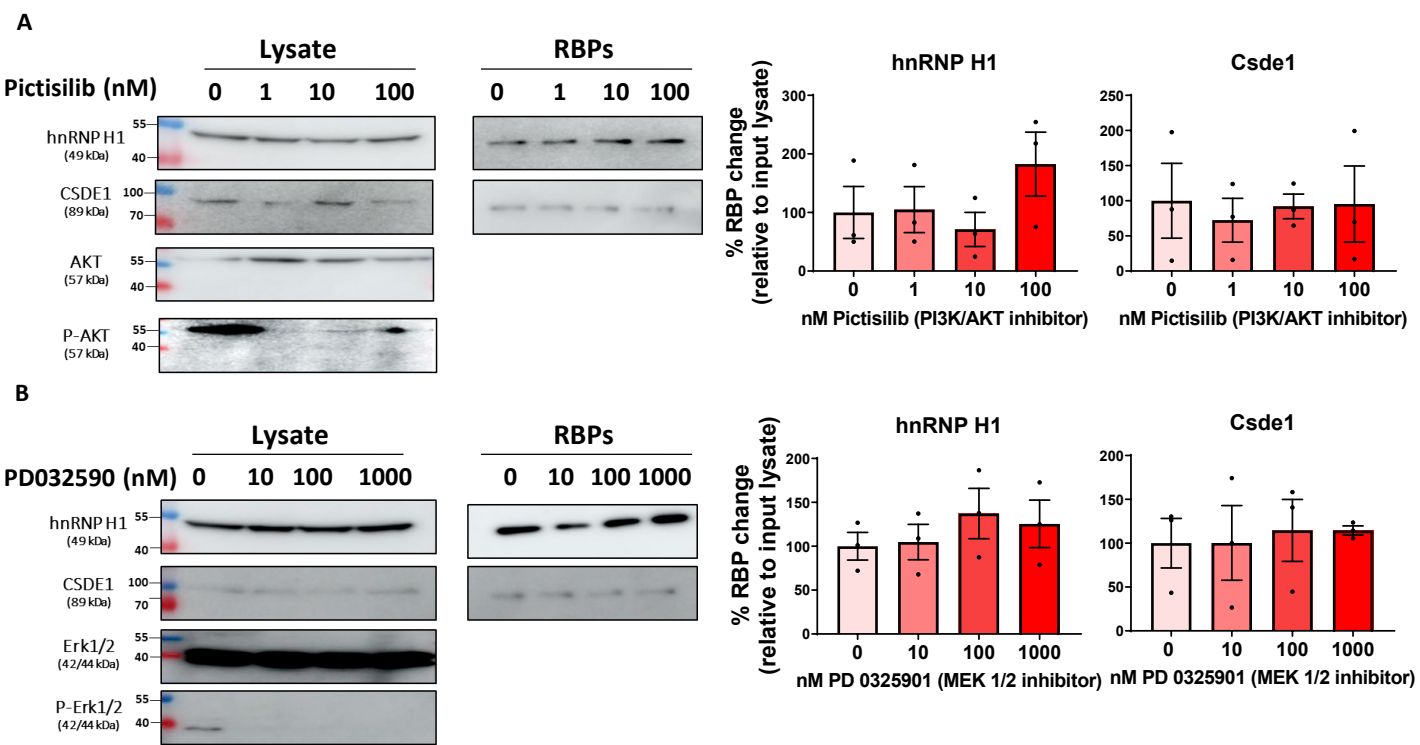 A
Lysate
RBPs
Pictisilib (nM)
0 1 10 100
0 1 10 100
hnRNP H1
(49 kDa)
55
40
CSDE1
(89 kDa)
100
70
AKT
(57 kDa)
55
40
P-AKT
(57 kDa)
55
40
hnRNP H1
% RBP change
(relative to input lysate)
300
200
100
0
0 1 10 100
nM Pictisilib (PI3K/AKT inhibitor)
Csde1
250
200
150
100
50
0
0 1 10 100
nM Pictisilib (PI3K/AKT inhibitor)
B
Lysate
RBPs
PD032590 (nM)
0 10 100 1000
0 10 100 1000
hnRNP H1
(49 kDa)
55
40
CSDE1
(89 kDa)
100
70
Erk1/2
(42/44 kDa)
55
40
P-Erk1/2
(42/44 kDa)
55
40
hnRNP H1
% RBP change
(relative to input lysate)
200
150
100
50
0
0 10 100 1000
nM PD 0325901 (MEK 1/2 inhibitor)
Csde1
200
150
100
50
0
0 10 100 1000
nM PD 0325901 (MEK 1/2 inhibitor)